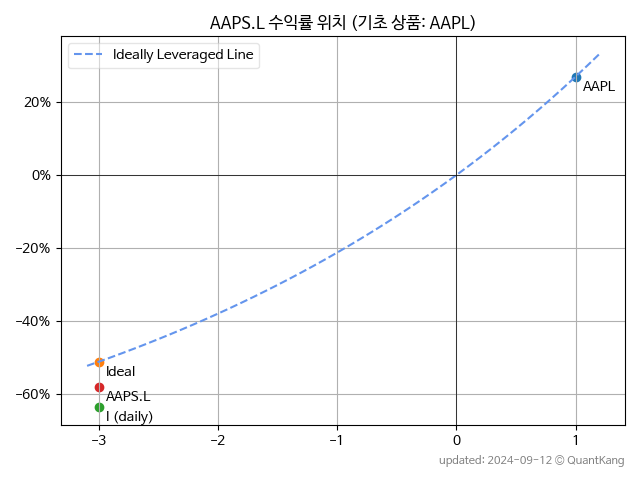 AAPS.L 수익률 위치 (기초 상품: AAPL)
Ideally Leveraged Line
AAPL
20%
0%
−20%
−40%
−60%
Ideal
AAPS.L
I (daily)
−3
−2
−1
0
1
updated: 2024-09-12 © QuantKang